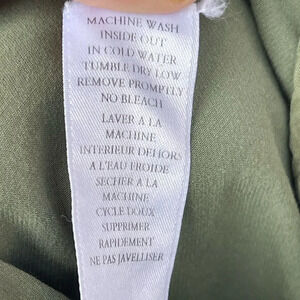 MACHINE WASH
INSIDE OUT
IN COLD WATER
TUMBLE DRY LOW
REMOVE PROMPTLY
NO BLEACH
LAVER A LA
MACHINE
INTERIEUR DEHORS
A L'EAU FROIDE
SECHER A LA
MACHINE
CYCLE DOUX
SUPPRIMER
RAPIDEMENT
NE PAS JAVELLISER